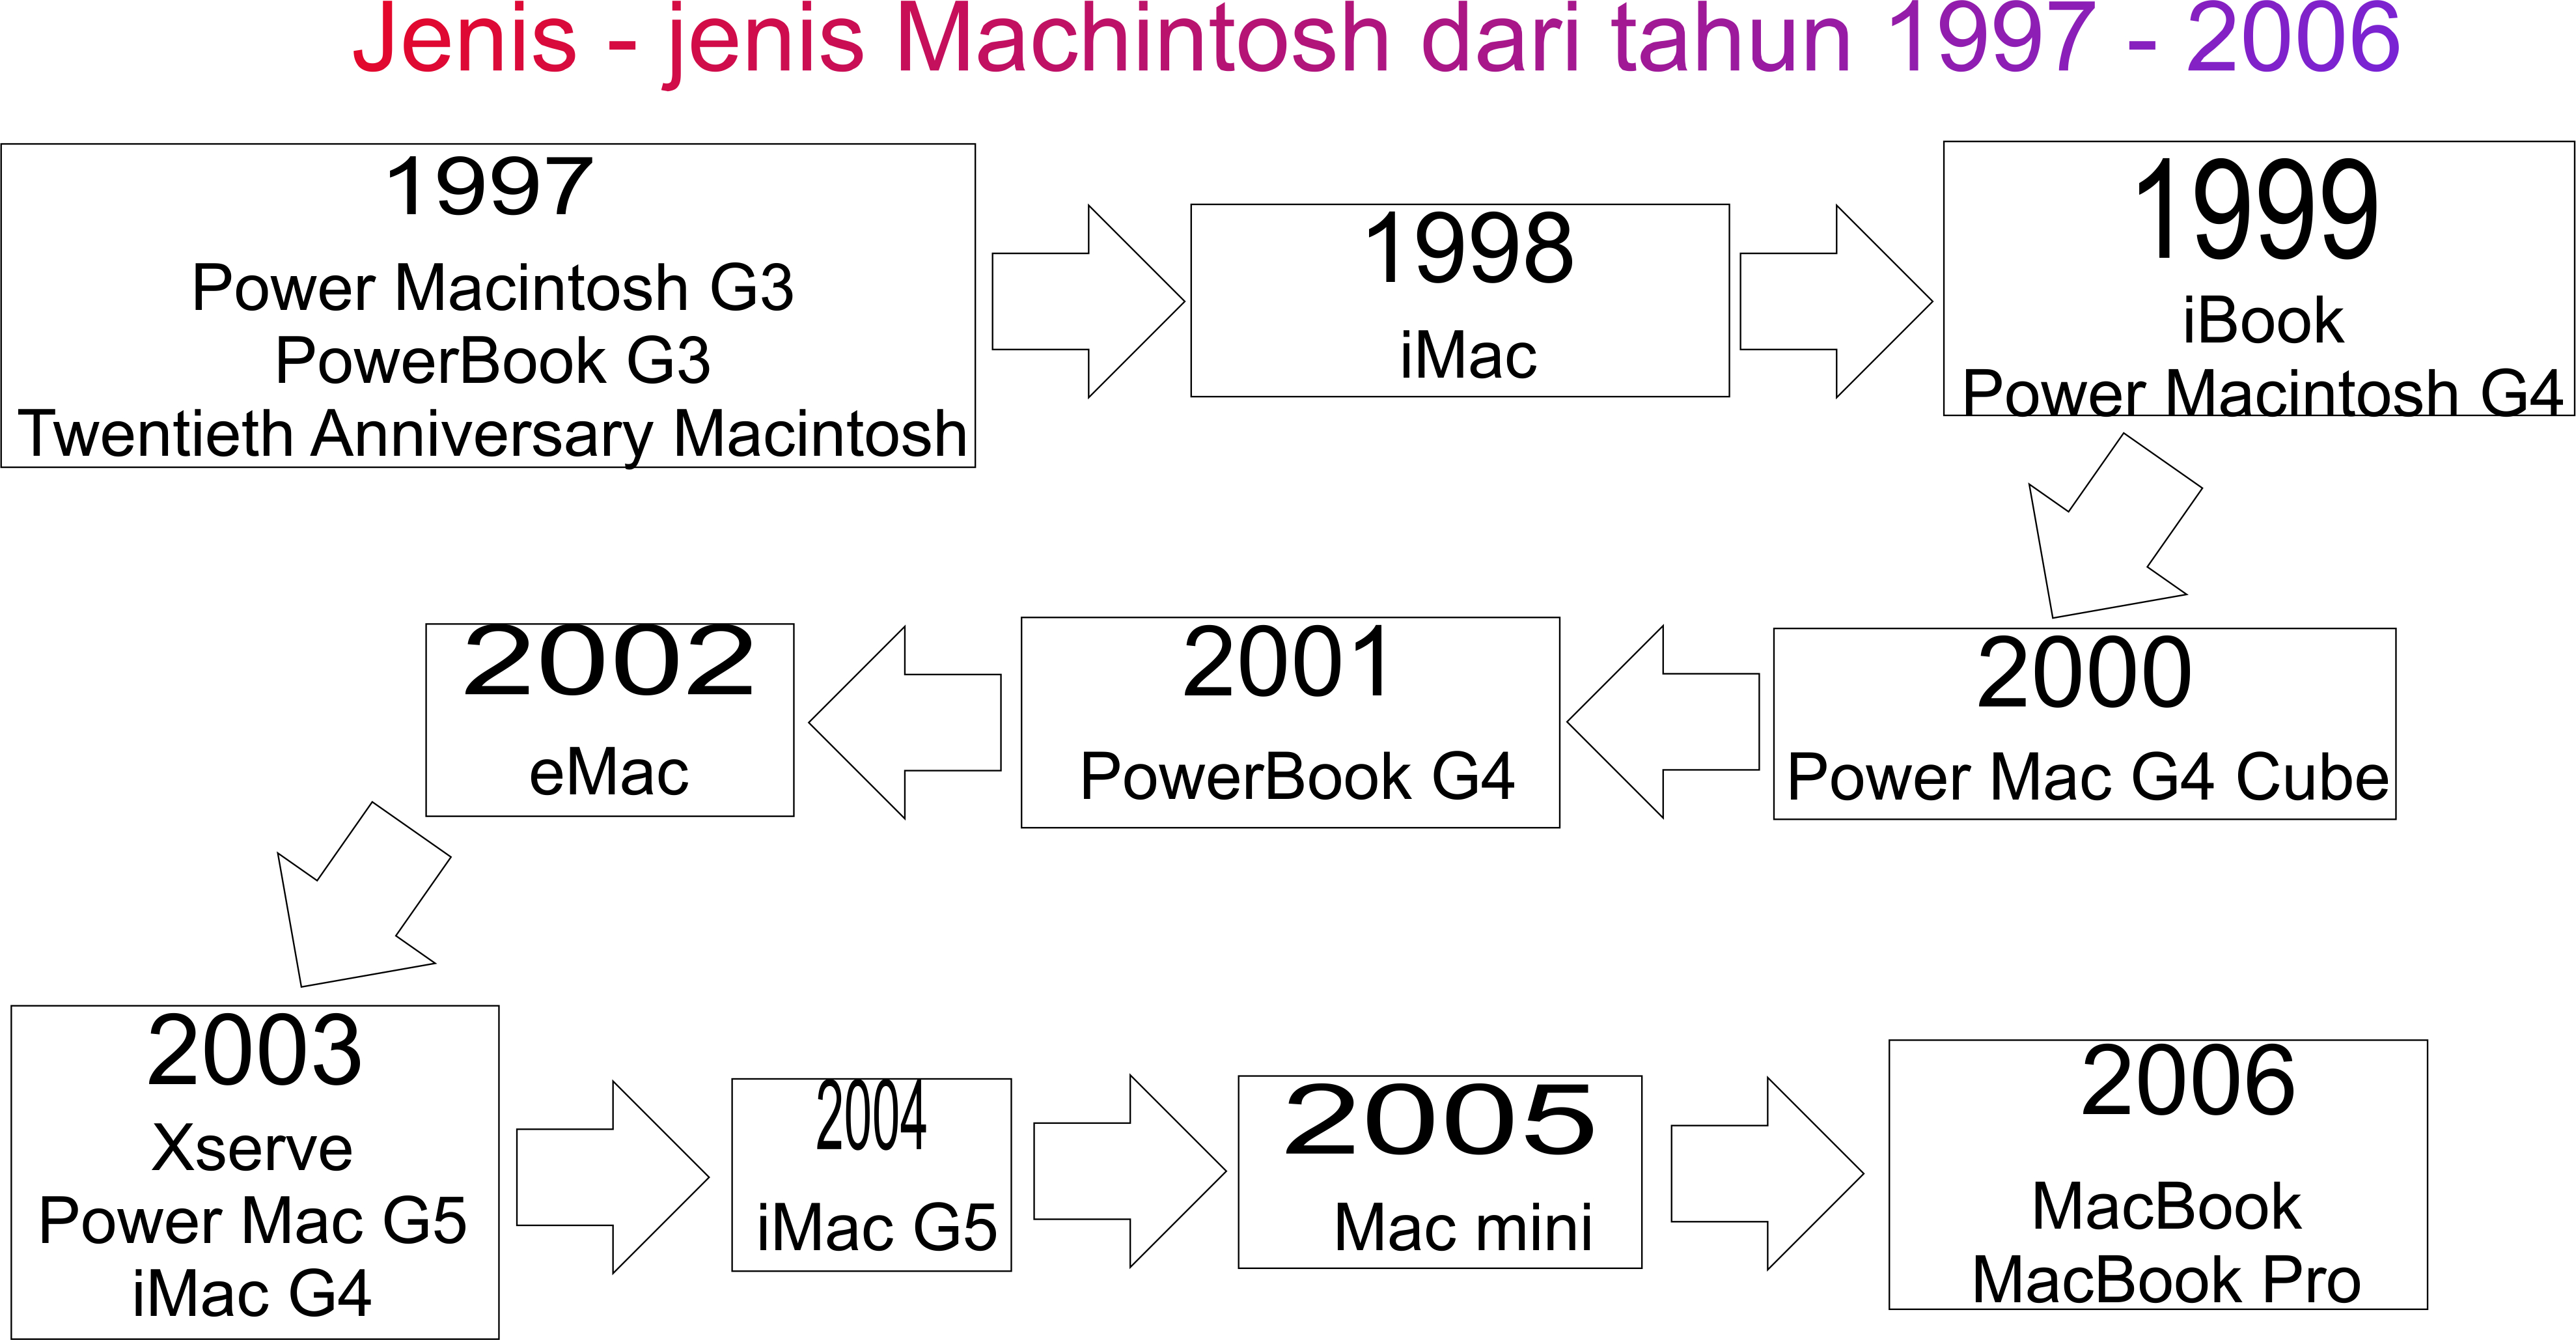 Jenis - jenis Machintosh dari tahun 1997 - 2006
1997
Power Macintosh G3
PowerBook G3
Twentieth Anniversary Macintosh
1998
iMac
1999
iBook
Power Macintosh G4
2000
Power Mac G4 Cube
2001
PowerBook G4
2002
eMac
2003
Xserve
Power Mac G5
iMac G4
2004
iMac G5
2005
Mac mini
2006
MacBook
MacBook Pro